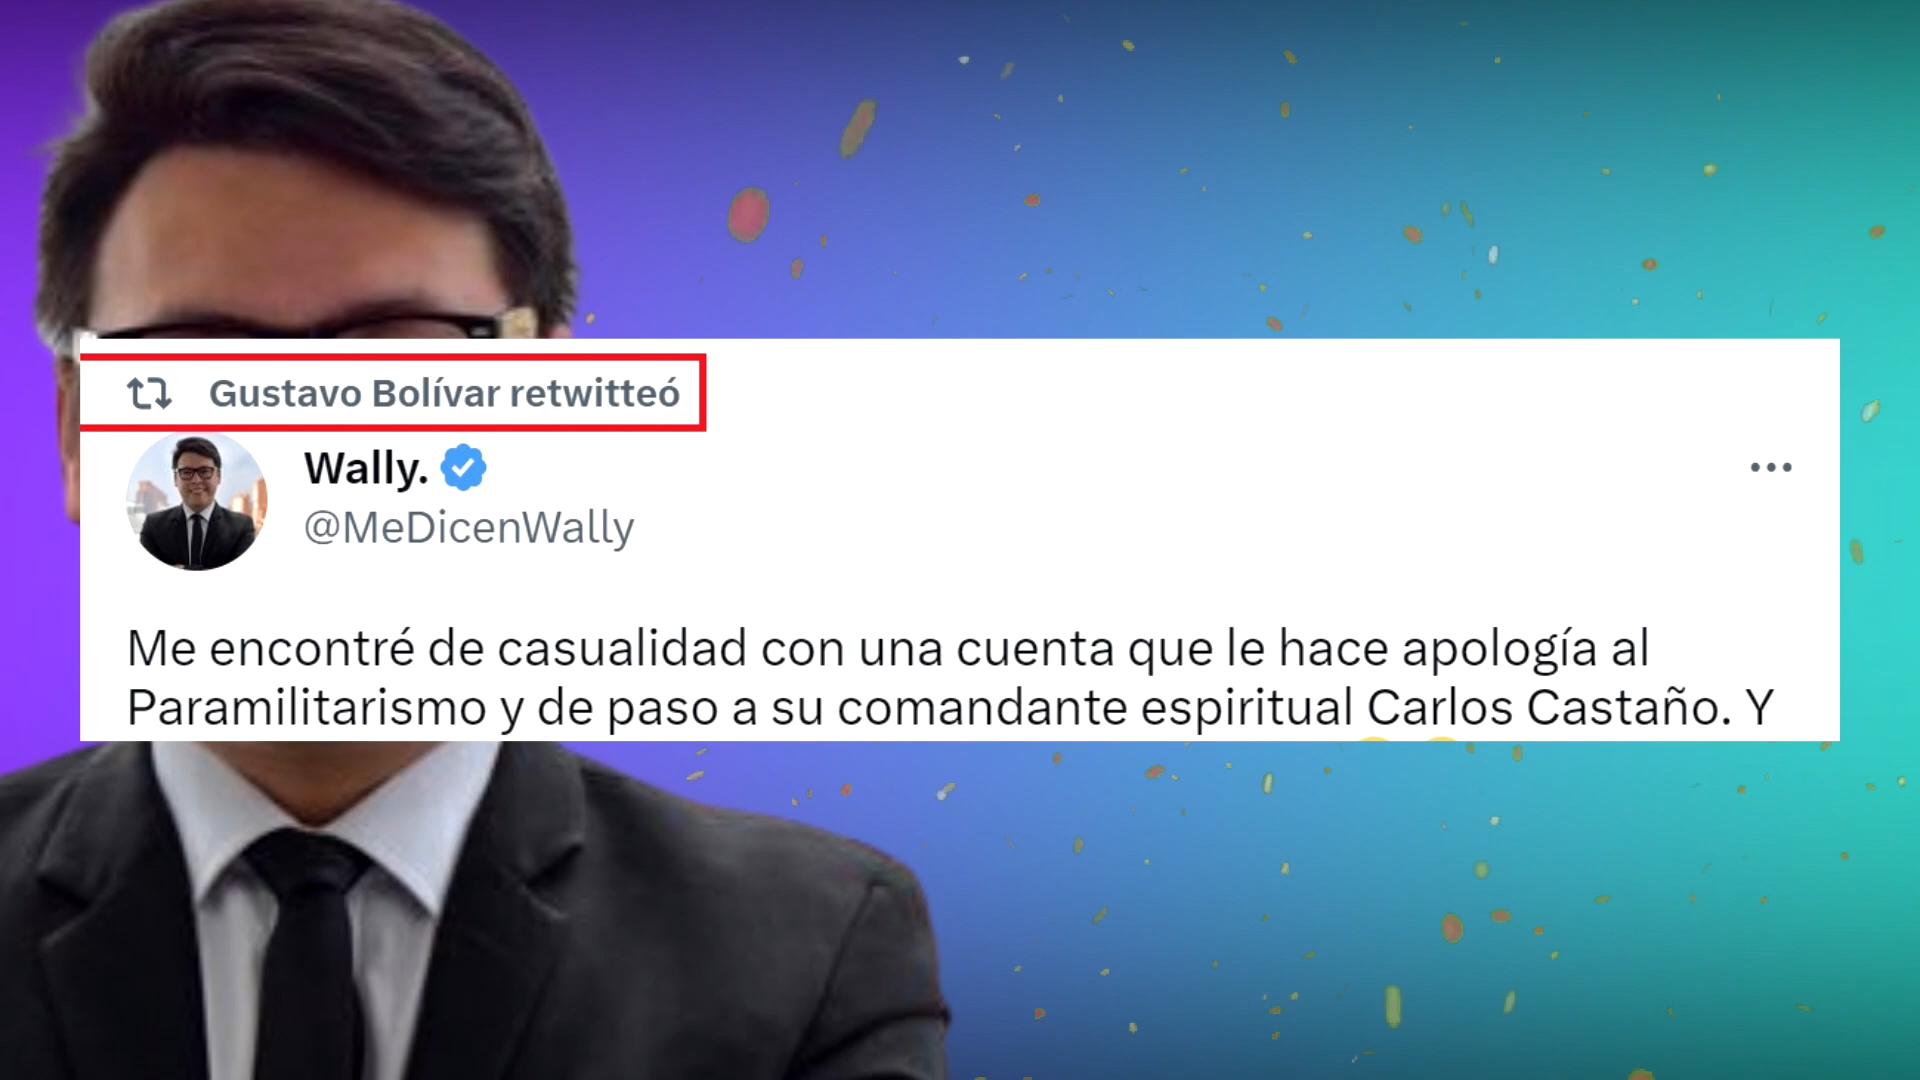 Gustavo Bolívar retwitteó
Wally.
@MeDicenWally
Me encontré de casualidad con una cuenta que le hace apología al
Paramilitarismo y de paso a su comandante espiritual Carlos Castaño. Y